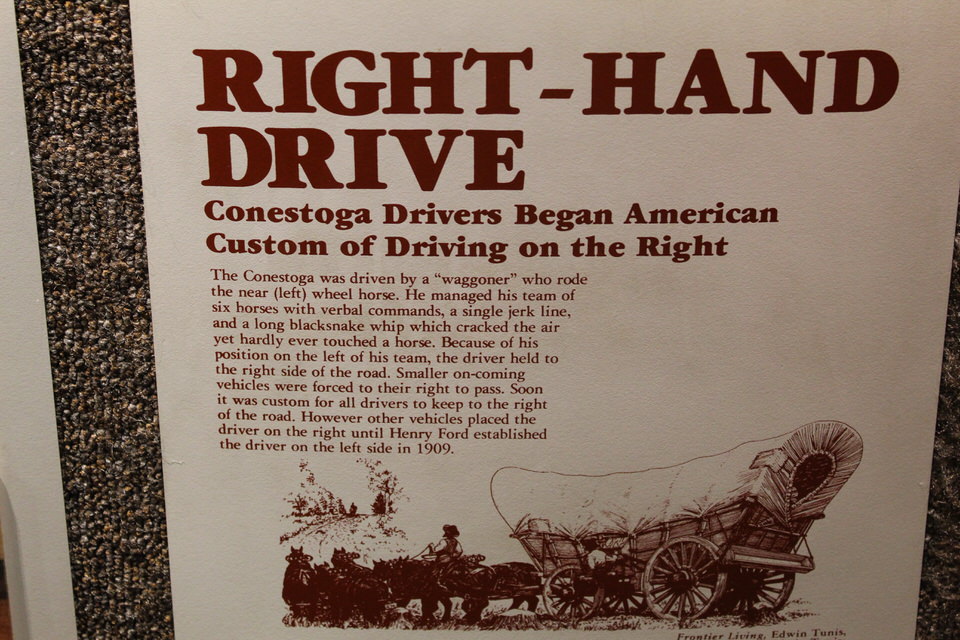 RIGHT-HAND
DRIVE
Conestoga Drivers Began American
Custom of Driving on the Right
The Conestoga was driven by a “waggoner” who rode
the near (left) wheel horse. He managed his team of
six horses with verbal commands, a single jerk line,
and a long blacksnake whip which cracked the air
yet hardly ever touched a horse. Because of his
position on the left of his team, the driver held to
the right side of the road. Smaller on-coming
vehicles were forced to their right to pass. Soon
it was custom for all drivers to keep to the right
of the road. However other vehicles placed the
driver on the right until Henry Ford established
the driver on the left side in 1909.
Frontier Living, Edwin Tunis,